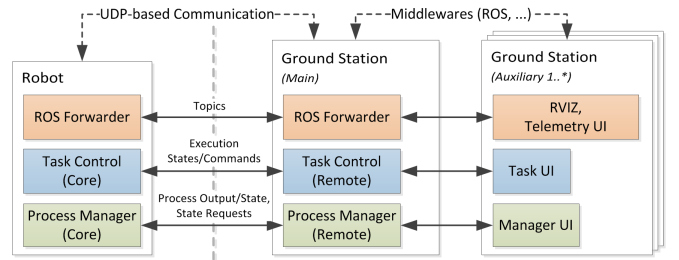 UDP-based Communication
Middlewares (ROS, ...)
Robot
ROS Forwarder
Task Control
(Core)
Process Manager
(Core)
Topics
Execution
States/Commands
Process Output/State,
State Requests
Ground Station
(Main)
ROS Forwarder
Task Control
(Remote)
Process Manager
(Remote)
Ground Station
(Auxiliary 1..*)
RVIZ,
Telemetry UI
Task UI
Manager UI